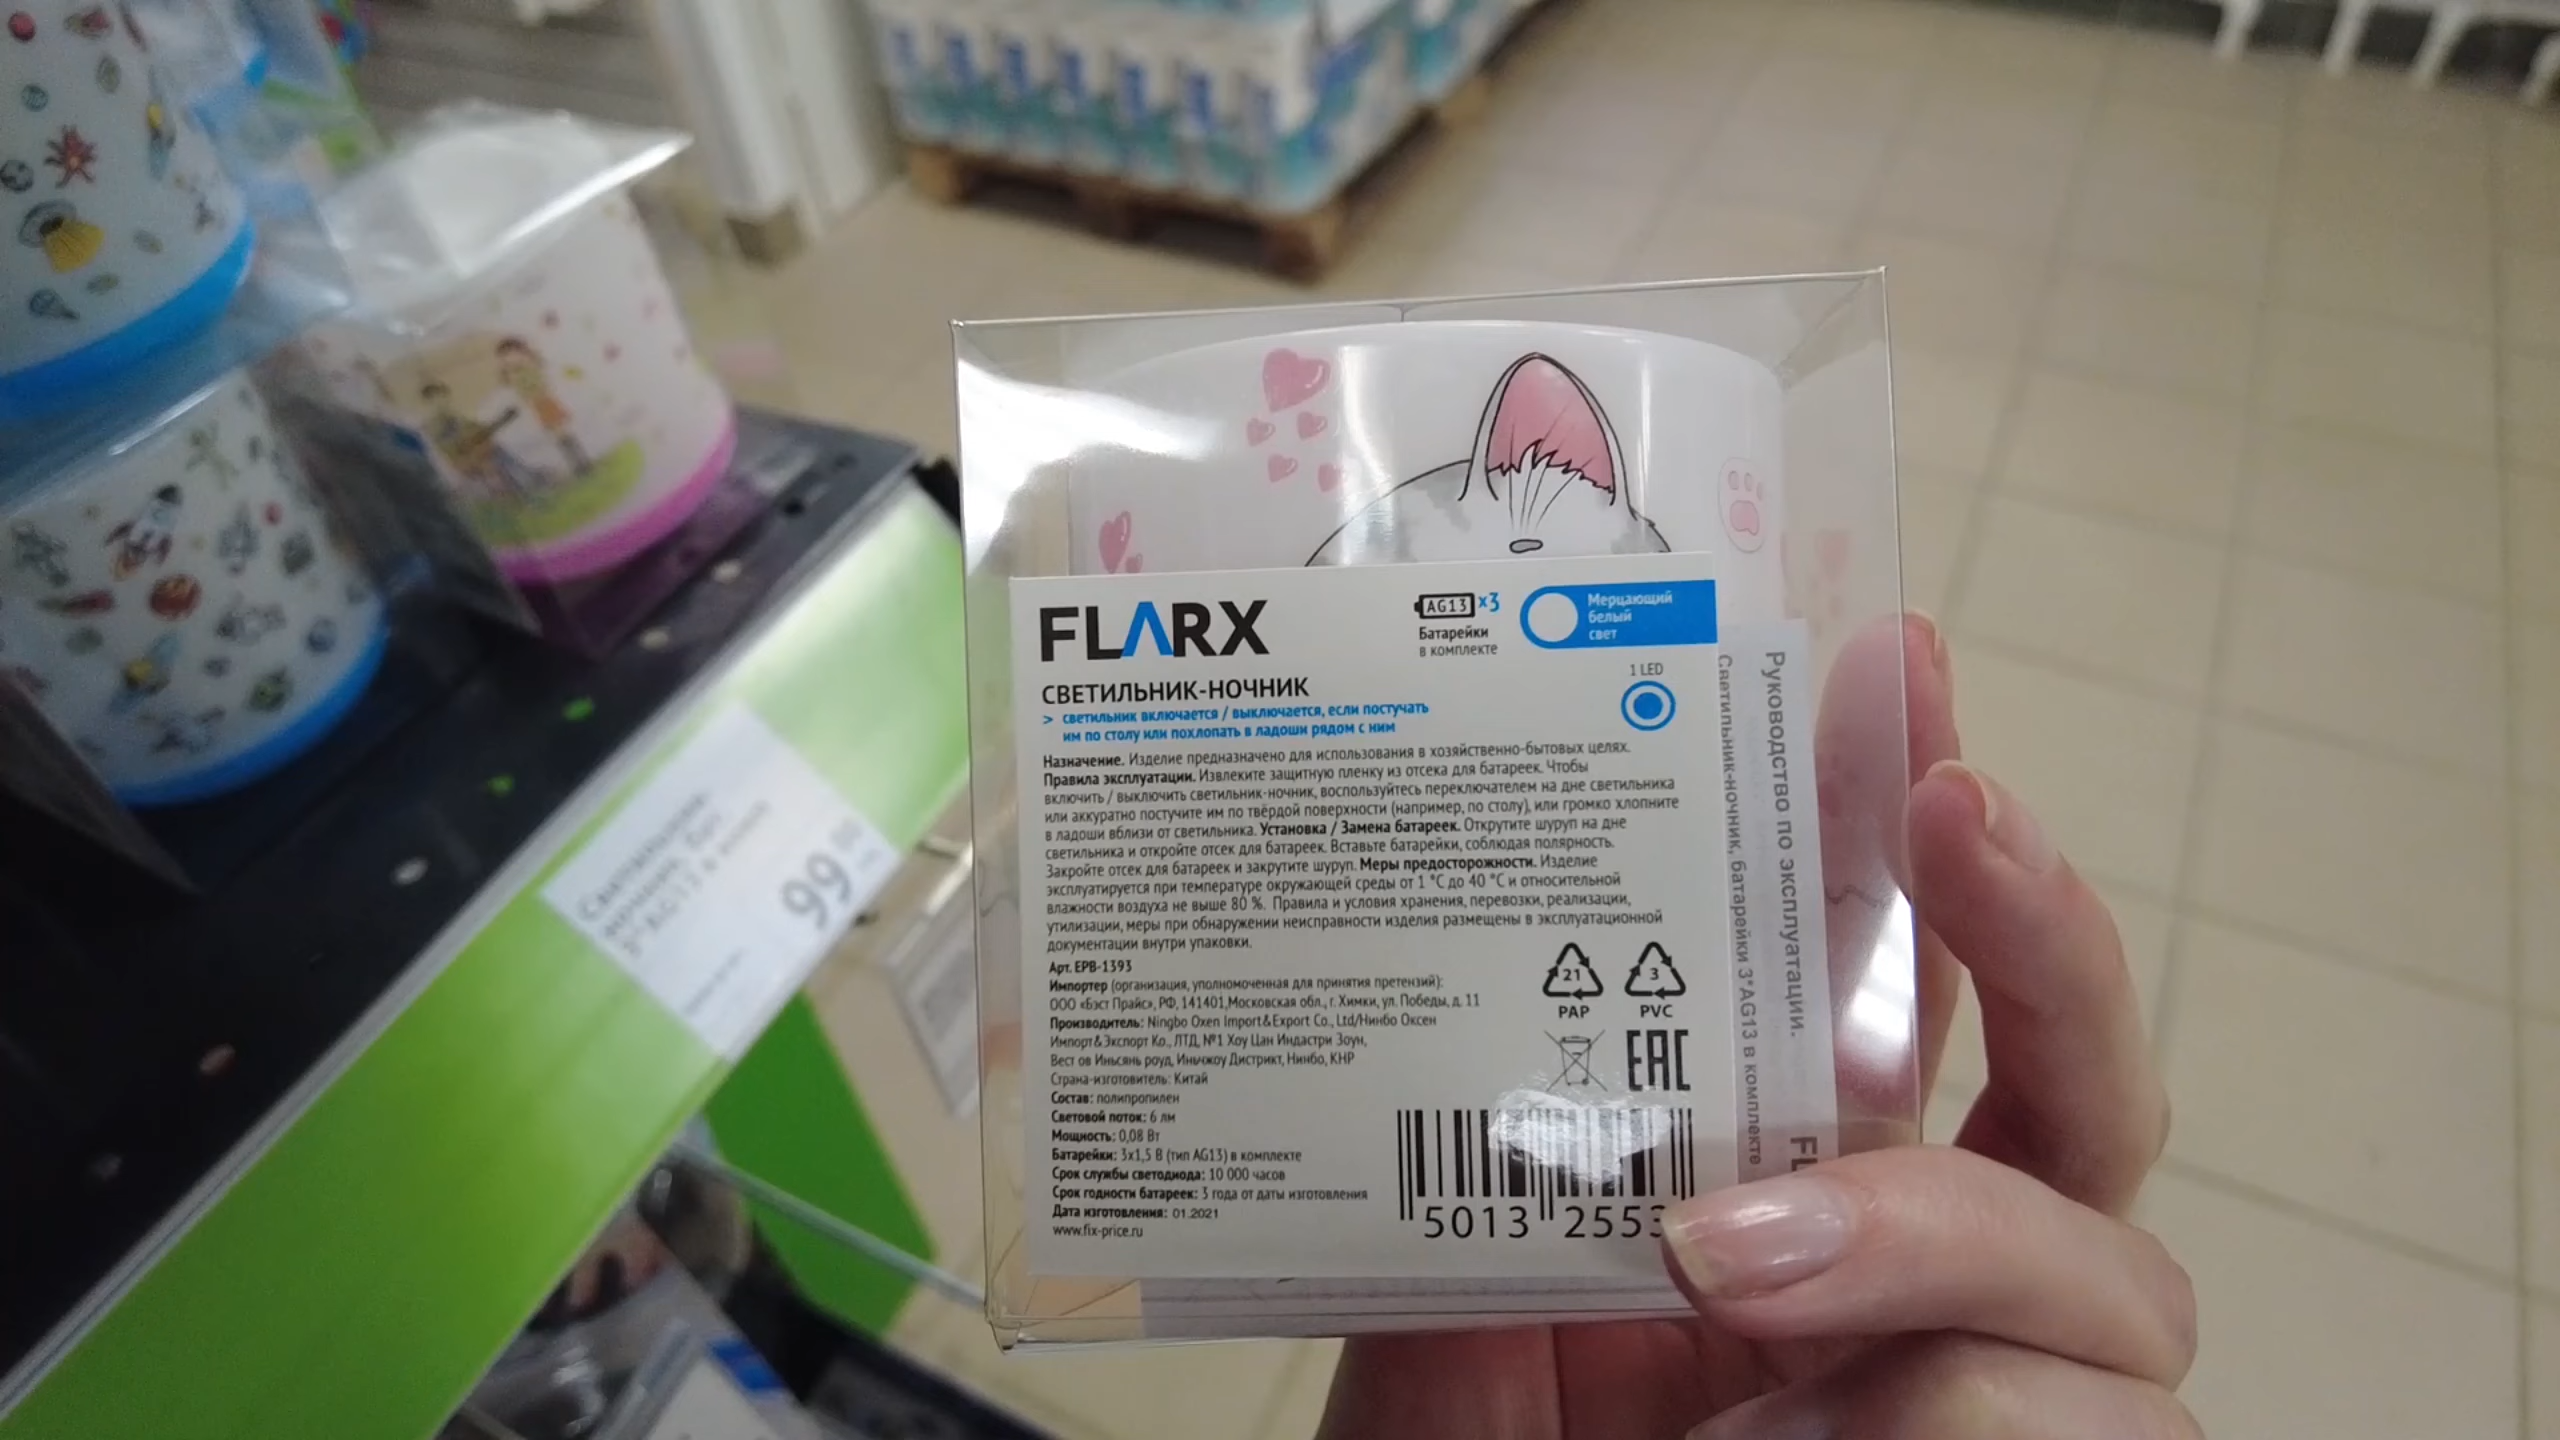 FLARX
AG13 x3
Батарейки
в комплекте
Мерцающий
белый
свет
1 LED
СВЕТИЛЬНИК-НОЧНИК
> светильник включается / выключается, если постучать
им по столу или похлопать в ладоши рядом с ним
Назначение. Изделие предназначено для использования в хозяйственно-бытовых целях.
Правила эксплуатации. Извлеките защитную пленку из отсека для батареек. Чтобы
включить / выключить светильник-ночник, воспользуйтесь переключателем на дне светильника
или аккуратно постучите им по твёрдой поверхности (например, по столу), или громко хлопните
в ладоши вблизи от светильника. Установка / Замена батареек. Открутите шуруп на дне
светильника и откройте отсек для батареек. Вставьте батарейки, соблюдая полярность.
Закройте отсек для батареек и закрутите шуруп. Меры предосторожности. Изделие
эксплуатируется при температуре окружающей среды от 1 °C до 40 °C и относительной
влажности воздуха не выше 80 %. Правила и условия хранения, перевозки, реализации,
утилизации, меры при обнаружении неисправности изделия размещены в эксплуатационной
документации внутри упаковки.
Арт. EPB-1393
Импортер (организация, уполномоченная для принятия претензий):
ООО «Бэст Прайс», РФ, 141401, Московская обл., г. Химки, ул. Победы, д. 11
Производитель: Ningbo Oxen Import&Export Co., Ltd/Нинбо Оксен
Импорт&Экспорт Ко., ЛТД, №1 Хоу Цан Индастри Зоун,
Вест ов Иньсянь роуд, Иньчжоу Дистрикт, Нинбо, КНР
Страна-изготовитель: Китай
Состав: полипропилен
Световой поток: 6 лм
Мощность: 0,08 Вт
Батарейки: 3x1,5 В (тип AG13) в комплекте
Срок службы светодиода: 10 000 часов
Срок годности батареек: 3 года от даты изготовления
Дата изготовления: 01.2021
www.fix-price.ru
21
PAP
3
PVC
EAC
5013 2553
Руководство по эксплуатации.
Светильник-ночник, батарейки 3*AG13 в комплекте
FL
Светильник-
ночник,
3*AG13 в
99